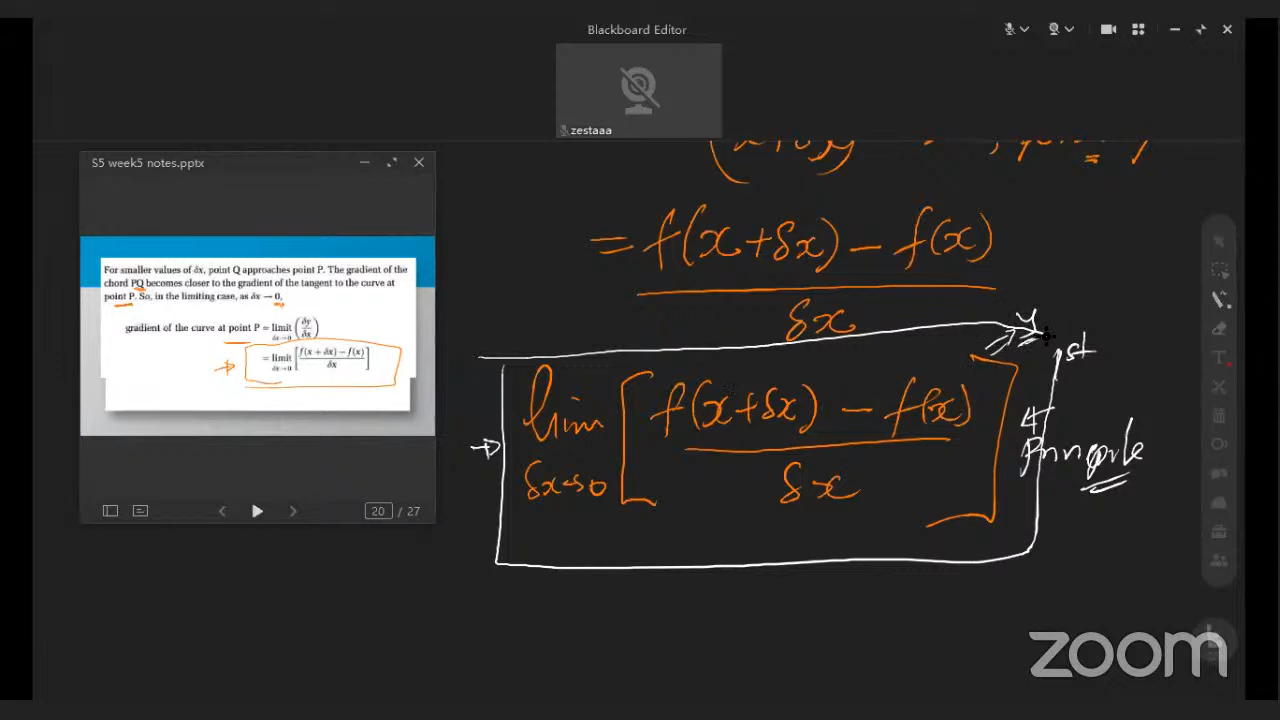 Blackboard Editor
zestaaa
S5 week5 notes.pptx
For smaller values of δx, point Q approaches point P. The gradient of the
chord PQ becomes closer to the gradient of the tangent to the curve at
point P. So, in the limiting case, as δx → 0,
gradient of the curve at point P = limit (δy/δx)
δx→0
= limit [f(x + δx) − f(x) / δx]
δx→0
20 / 27
= f(x+δx) − f(x)
δx
lim [f(x+δx) − f(x)]
δx→0 δx
st
zoom